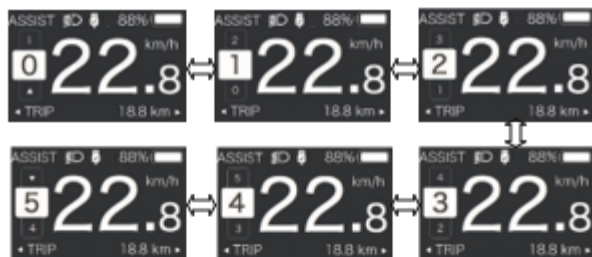 ASSIST 88%
1
0
22.8 km/h
▲
◂ TRIP 18.8 km ▸
ASSIST 88%
2
1
22.8 km/h
0
◂ TRIP 18.8 km ▸
ASSIST 88%
3
2
22.8 km/h
1
◂ TRIP 18.8 km ▸
ASSIST 88%
▼
5
22.8 km/h
4
◂ TRIP 18.8 km ▸
ASSIST 88%
5
4
22.8 km/h
3
◂ TRIP 18.8 km ▸
ASSIST 88%
4
3
22.8 km/h
2
◂ TRIP 18.8 km ▸